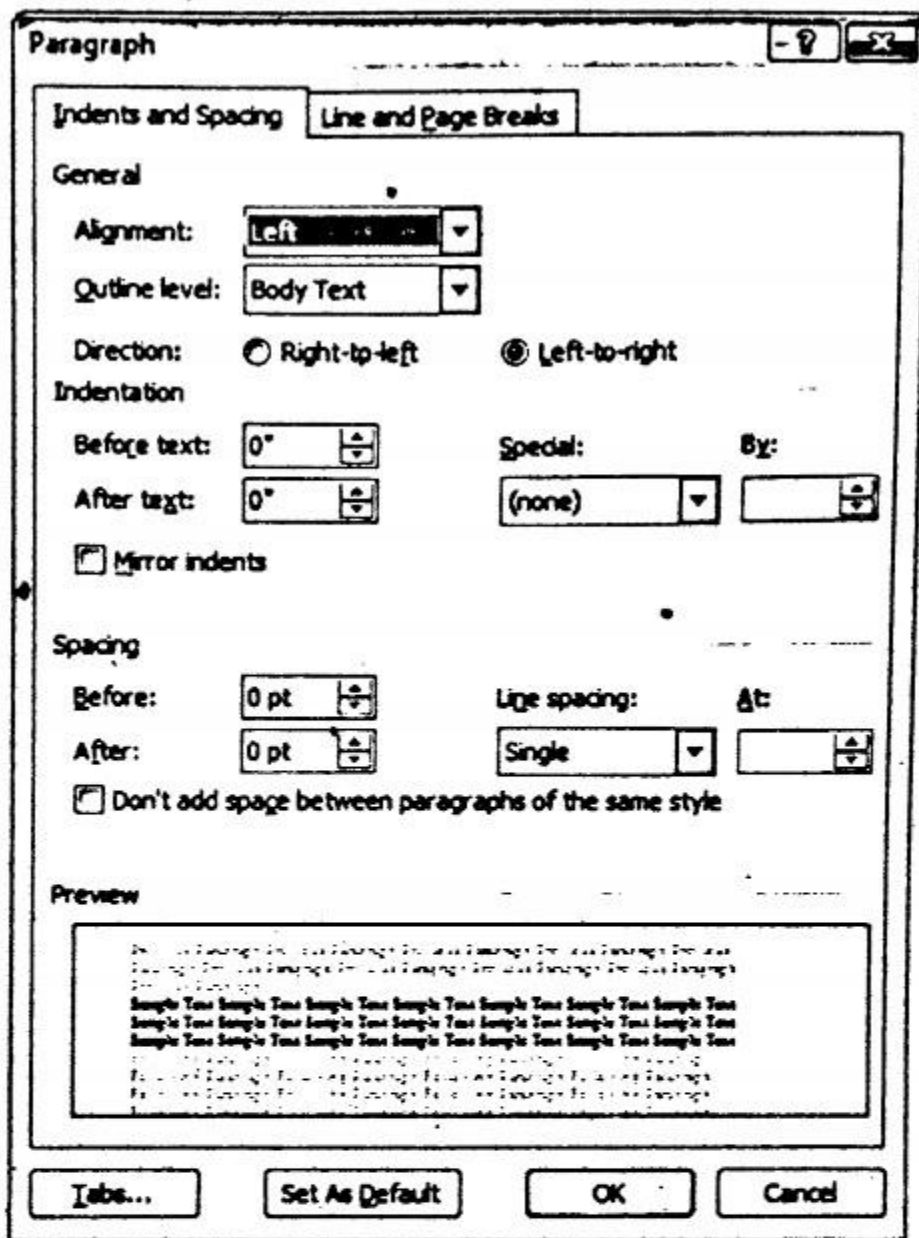 Paragraph
Indents and Spacing Line and Page Breaks
General
Alignment: Left
Outline level: Body Text
Direction: Right-to-left Left-to-right
Indentation
Before text: 0" Special: By:
After text: 0" (none)
Mirror indents
Spacing
Before: 0 pt Line spacing: At:
After: 0 pt Single
Don't add space between paragraphs of the same style
Preview
Sample Text Sample Text Sample Text Sample Text Sample Text Sample Text Sample Text
Sample Text Sample Text Sample Text Sample Text Sample Text Sample Text Sample Text
Sample Text Sample Text Sample Text Sample Text Sample Text Sample Text Sample Text
Tabs... Set As Default OK Cancel